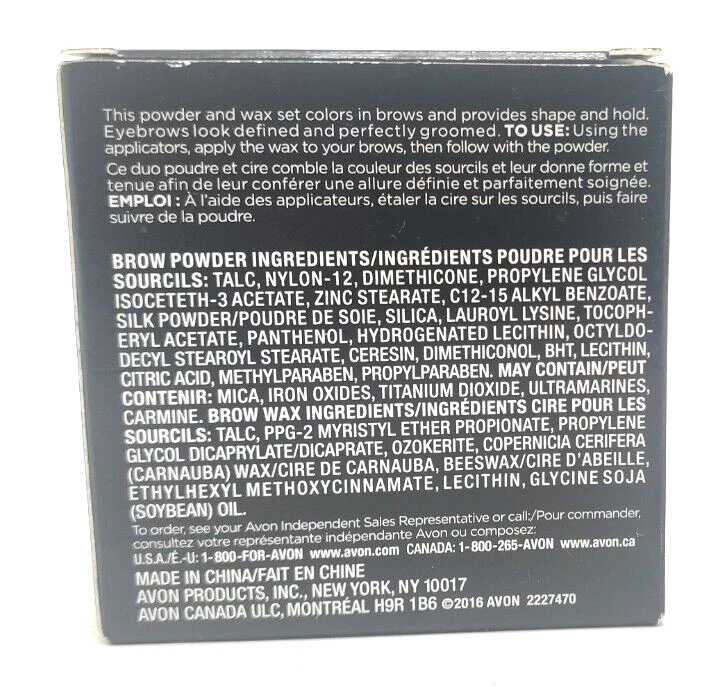 This powder and wax set colors in brows and provides shape and hold.
Eyebrows look defined and perfectly groomed. TO USE: Using the
applicators, apply the wax to your brows, then follow with the powder.
Ce duo poudre et cire comble la couleur des sourcils et leur donne forme et
tenue afin de leur conférer une allure définie et parfaitement soignée.
EMPLOI : À l'aide des applicateurs, étaler la cire sur les sourcils, puis faire
suivre de la poudre.
BROW POWDER INGREDIENTS/INGRÉDIENTS POUDRE POUR LES
SOURCILS: TALC, NYLON-12, DIMETHICONE, PROPYLENE GLYCOL
ISOCETETH-3 ACETATE, ZINC STEARATE, C12-15 ALKYL BENZOATE,
SILK POWDER/POUDRE DE SOIE, SILICA, LAUROYL LYSINE, TOCOPH-
ERYL ACETATE, PANTHENOL, HYDROGENATED LECITHIN, OCTYLDO-
DECYL STEAROYL STEARATE, CERESIN, DIMETHICONOL, BHT, LECITHIN,
CITRIC ACID, METHYLPARABEN, PROPYLPARABEN. MAY CONTAIN/PEUT
CONTENIR: MICA, IRON OXIDES, TITANIUM DIOXIDE, ULTRAMARINES,
CARMINE. BROW WAX INGREDIENTS/INGRÉDIENTS CIRE POUR LES
SOURCILS: TALC, PPG-2 MYRISTYL ETHER PROPIONATE, PROPYLENE
GLYCOL DICAPRYLATE/DICAPRATE, OZOKERITE, COPERNICIA CERIFERA
(CARNAUBA) WAX/CIRE DE CARNAUBA, BEESWAX/CIRE D'ABEILLE,
ETHYLHEXYL METHOXYCINNAMATE, LECITHIN, GLYCINE SOJA
(SOYBEAN) OIL.
To order, see your Avon Independent Sales Representative or call:/Pour commander,
consultez votre représentante indépendante Avon ou composez:
U.S.A./É.-U: 1-800-FOR-AVON www.avon.com CANADA: 1-800-265-AVON www.avon.ca
MADE IN CHINA/FAIT EN CHINE
AVON PRODUCTS, INC., NEW YORK, NY 10017
AVON CANADA ULC, MONTRÉAL H9R 1B6 ©2016 AVON 2227470